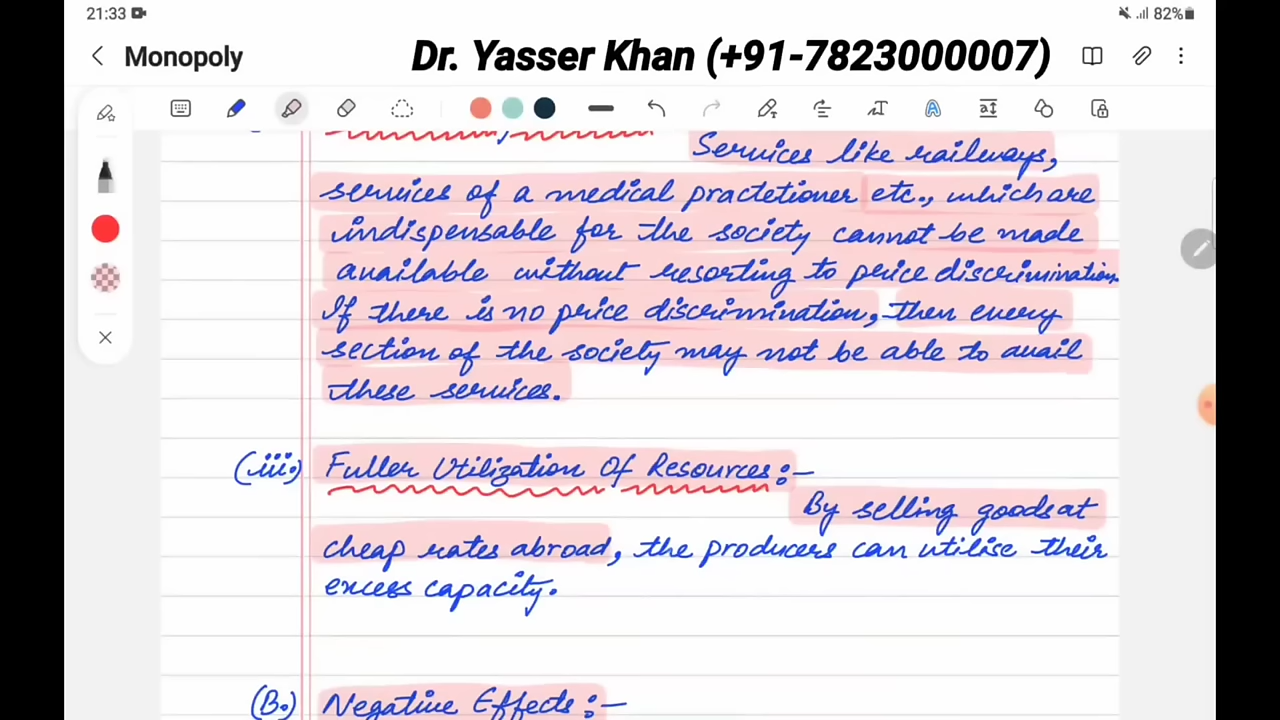 21:33
82%
Monopoly
Dr. Yasser Khan (+91-7823000007)
Services like railways,
services of a medical practetioner etc., which are
indispensable for the society cannot be made
available without resorting to price discrimination.
If there is no price discrimination, then every
section of the society may not be able to avail
these services.
(iii.) Fuller Utilization Of Resources:-
By selling goods at
cheap rates abroad, the producers can utilise their
excess capacity.
(B.) Negative Effects:-